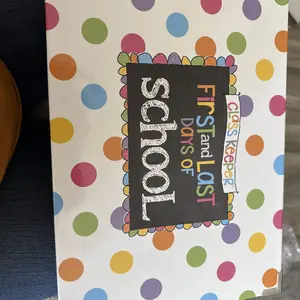 Class Keeper
First and Last
Days of
School